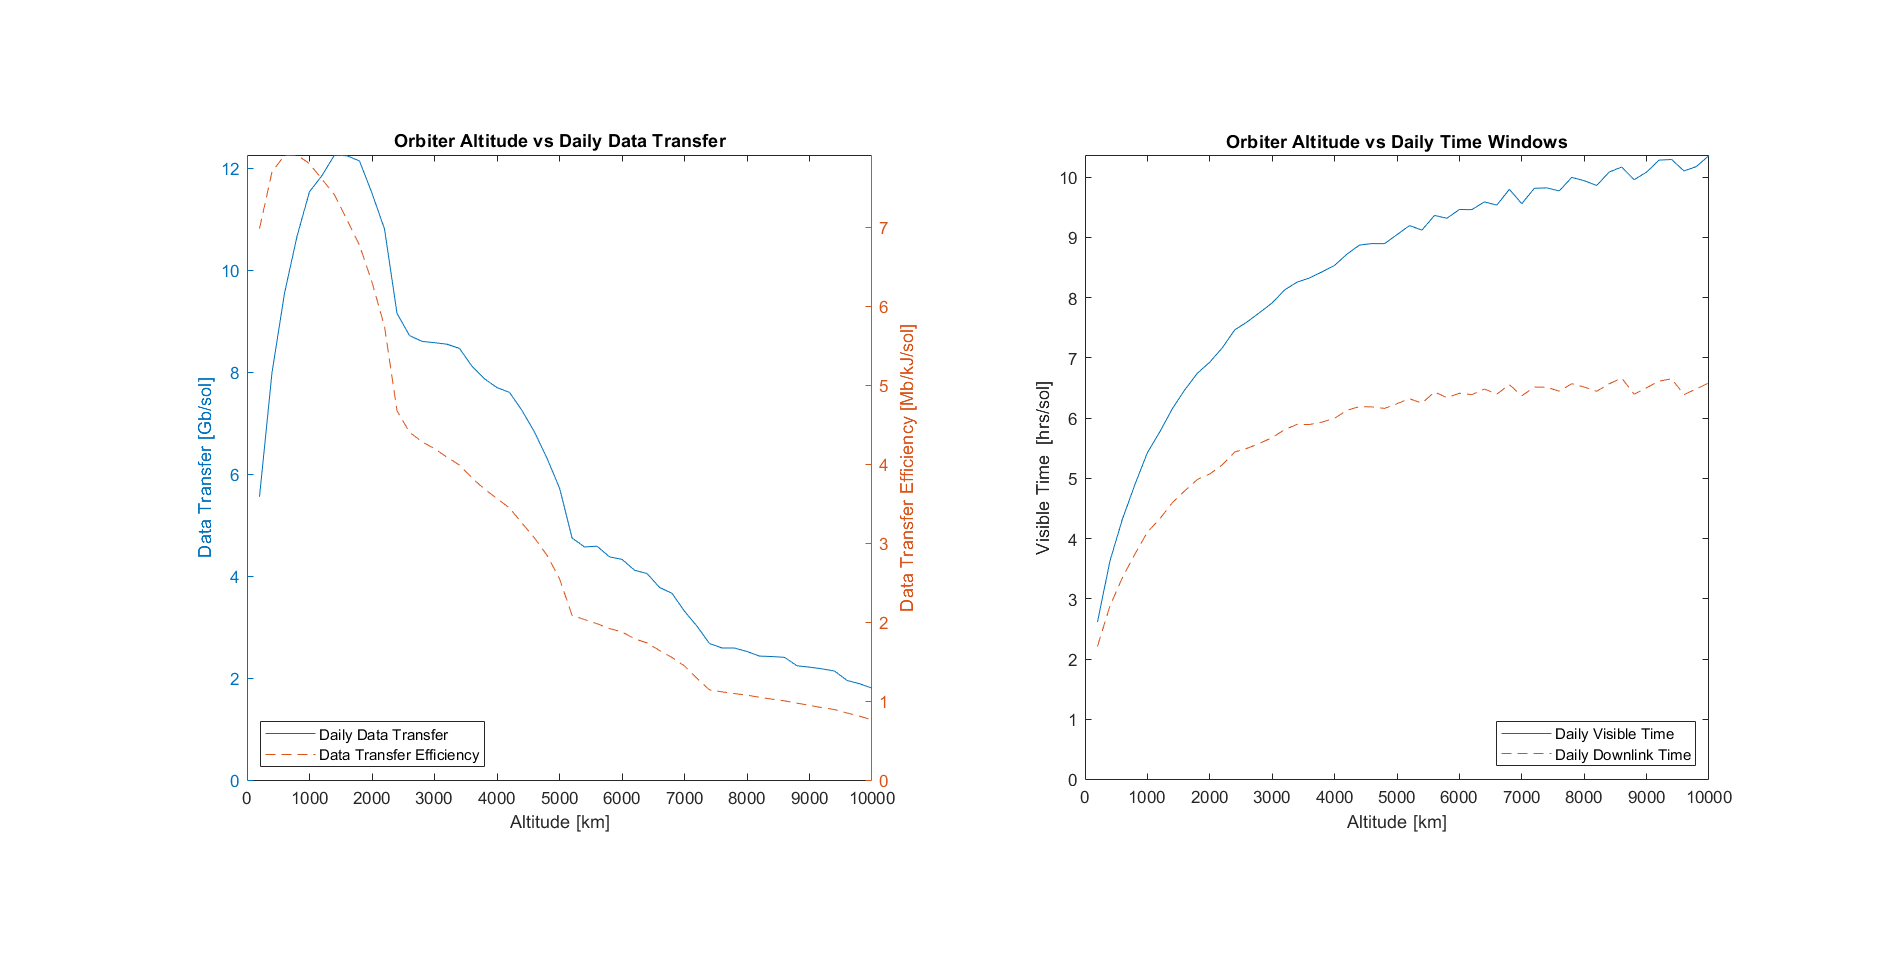 Orbiter Altitude vs Daily Data Transfer
12
10
8
6
4
2
0
Data Transfer [Gb/sol]
7
6
5
4
3
2
1
0
Data Transfer Efficiency [Mb/kJ/sol]
Daily Data Transfer
Data Transfer Efficiency
0 1000 2000 3000 4000 5000 6000 7000 8000 9000 10000
Altitude [km]
Orbiter Altitude vs Daily Time Windows
10
9
8
7
6
5
4
3
2
1
0
Visible Time [hrs/sol]
Daily Visible Time
Daily Downlink Time
0 1000 2000 3000 4000 5000 6000 7000 8000 9000 10000
Altitude [km]